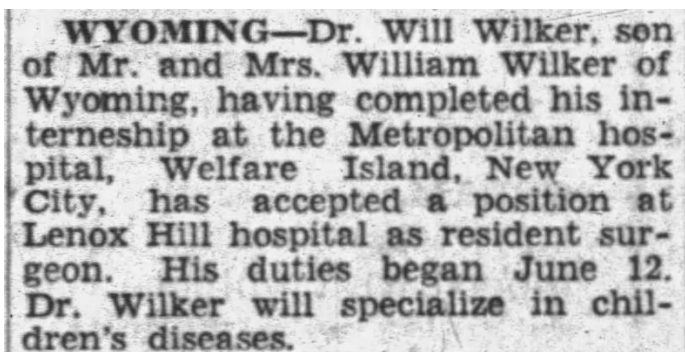 WYOMING—Dr. Will Wilker, son
of Mr. and Mrs. William Wilker of
Wyoming, having completed his in-
terneship at the Metropolitan hos-
pital, Welfare Island, New York
City, has accepted a position at
Lenox Hill hospital as resident sur-
geon. His duties began June 12.
Dr. Wilker will specialize in chil-
dren's diseases.